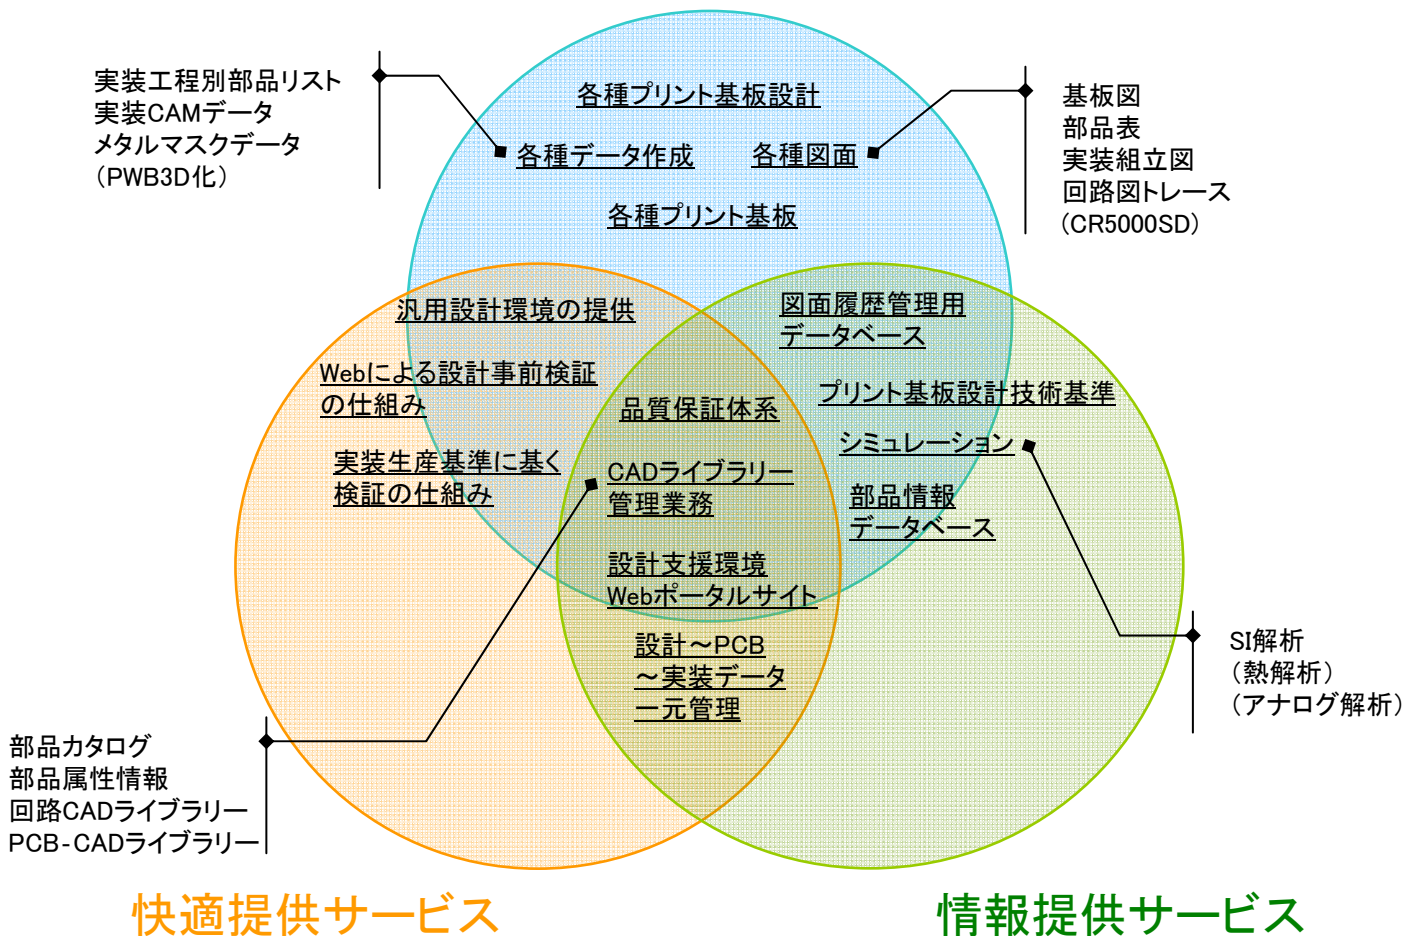 実装工程別部品リスト
実装CAMデータ
メタルマスクデータ
（PWB3D化）
各種プリント基板設計
各種データ作成
各種図面
各種プリント基板
基板図
部品表
実装組立図
回路図トレース
(CR5000SD)
汎用設計環境の提供
Webによる設計事前検証
の仕組み
実装生産基準に基く
検証の仕組み
図面履歴管理用
データベース
プリント基板設計技術基準
シミュレーション
部品情報
データベース
品質保証体系
CADライブラリー
管理業務
設計支援環境
Webポータルサイト
設計～PCB
～実装データ
一元管理
SI解析
（熱解析）
（アナログ解析）
部品カタログ
部品属性情報
回路CADライブラリー
PCB-CADライブラリー
快適提供サービス
情報提供サービス